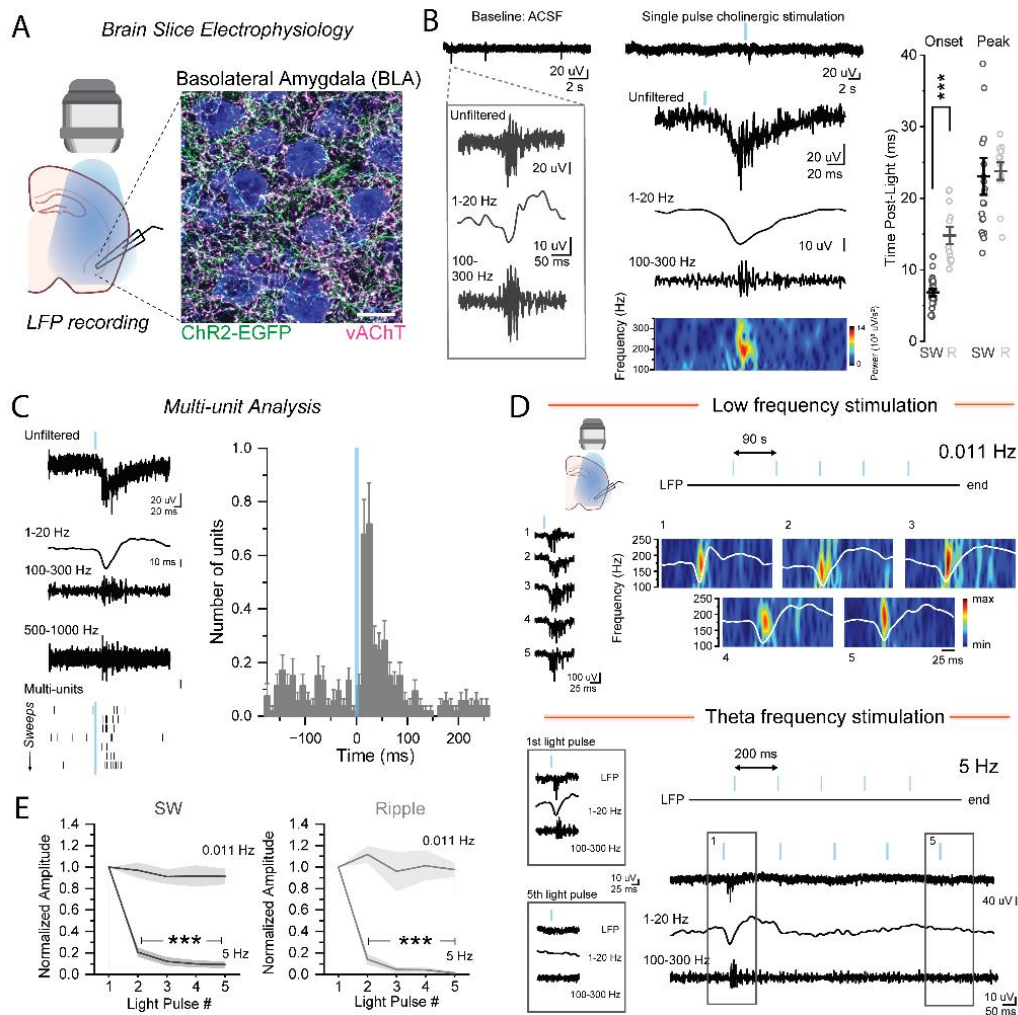 A
Brain Slice Electrophysiology
Basolateral Amygdala (BLA)
LFP recording
ChR2-EGFP
vAChT
B
Baseline: ACSF
20 uV
2 s
Unfiltered
20 uV
1-20 Hz
10 uV
50 ms
100-300 Hz
Single pulse cholinergic stimulation
20 uV
2 s
Unfiltered
20 uV
20 ms
1-20 Hz
10 uV
100-300 Hz
Frequency (Hz)
300
200
100
14
0
Power (10³ uV/s²)
Onset
Peak
***
Time Post-Light (ms)
40
30
20
10
0
SW R
SW R
C
Multi-unit Analysis
Unfiltered
20 uV
20 ms
1-20 Hz
10 ms
100-300 Hz
500-1000 Hz
Multi-units
Sweeps
Number of units
1.0
0.8
0.6
0.4
0.2
0.0
−100 0 100 200
Time (ms)
D
Low frequency stimulation
90 s
0.011 Hz
LFP
end
1
2
3
4
5
100 uV
25 ms
Frequency (Hz)
1
2
3
250
200
150
100
250
200
150
100
4
5
max
min
25 ms
Theta frequency stimulation
200 ms
5 Hz
LFP
end
1st light pulse
LFP
1-20 Hz
100-300 Hz
10 uV
25 ms
5th light pulse
LFP
1-20 Hz
100-300 Hz
1
5
40 uV
1-20 Hz
100-300 Hz
10 uV
50 ms
E
SW
Normalized Amplitude
1.4
1.2
1.0
0.8
0.6
0.4
0.2
0.0
0.011 Hz
***
5 Hz
1 2 3 4 5
Light Pulse #
Ripple
Normalized Amplitude
1.4
1.2
1.0
0.8
0.6
0.4
0.2
0.0
0.011 Hz
***
5 Hz
1 2 3 4 5
Light Pulse #